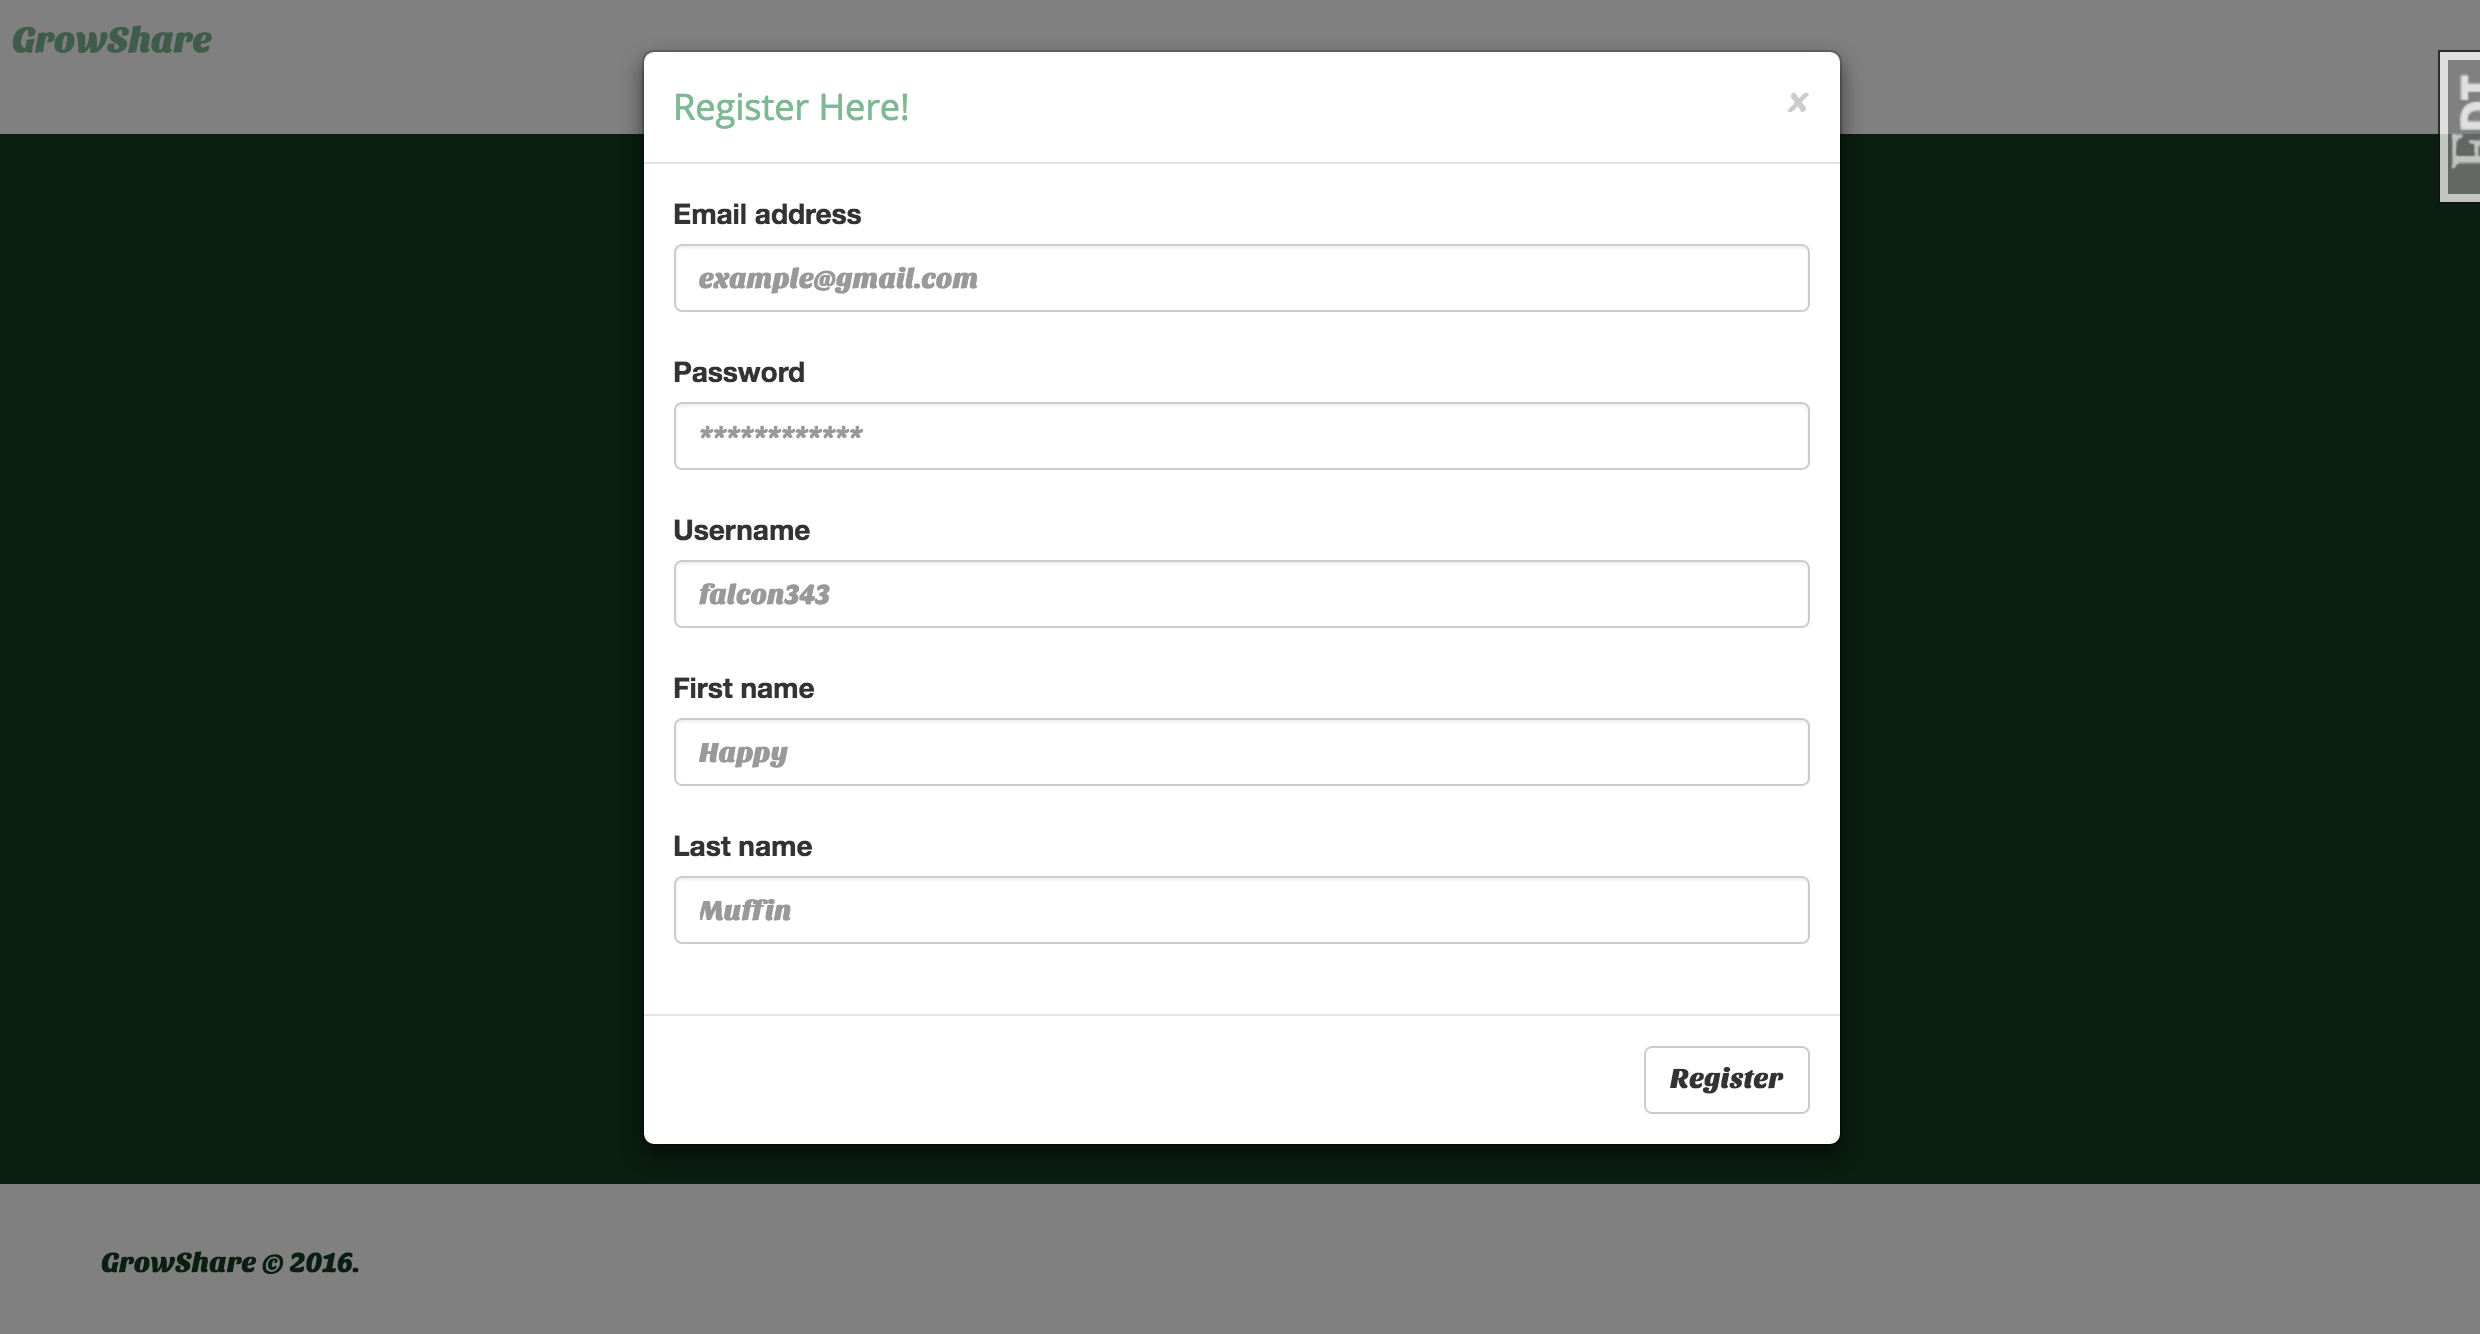 GrowShare
Register Here!
×
Email address
example@gmail.com
Password
************
Username
falcon343
First name
Happy
Last name
Muffin
Register
GrowShare © 2016.